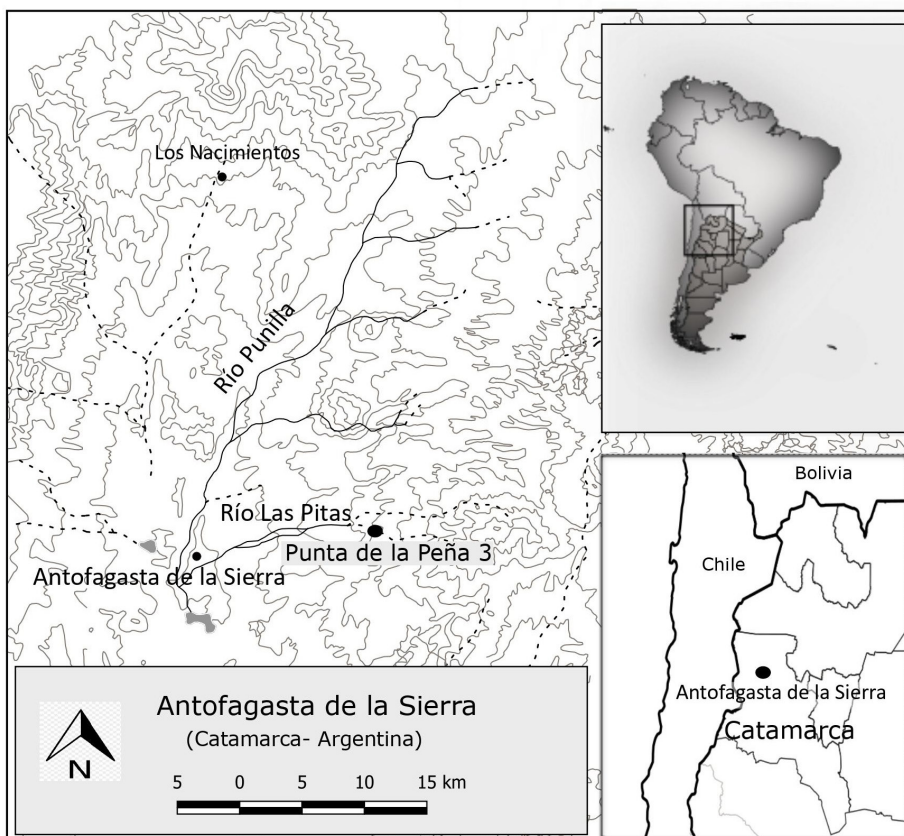 Los Nacimientos
Río Punilla
Río Las Pitas
Punta de la Peña 3
Antofagasta de la Sierra
Antofagasta de la Sierra
(Catamarca- Argentina)
N
5 0 5 10 15 km
Bolivia
Chile
Antofagasta de la Sierra
Catamarca